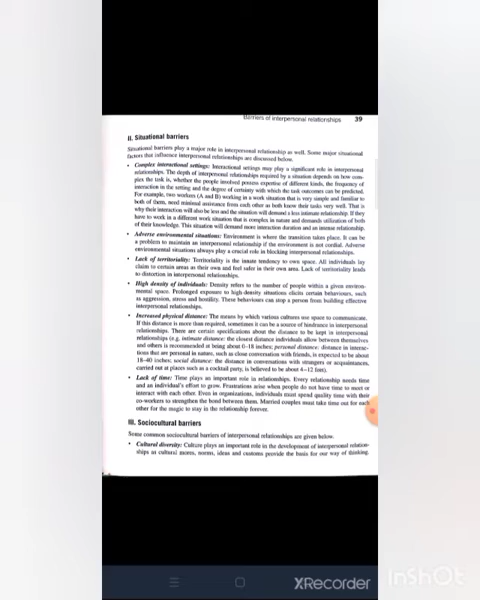 Barriers of interpersonal relationships 39
II. Situational barriers
Situational barriers play a major role in interpersonal relationship as well. Some major situational
factors that influence interpersonal relationships are discussed below.
• Complex interactional settings: Interactional settings may play a significant role in interpersonal
relationships. The depth of interpersonal relationships required by a situation depends on how com-
plex the task is, whether the people involved possess expertise of different kinds, the frequency of
interaction in the setting and the degree of certainty with which the task outcomes can be predicted.
For example, two workers (A and B) working in a work situation that is very simple and familiar to
both of them, need minimal assistance from each other as both know their tasks very well. That is
why their interaction will also be less and the situation will demand a less intimate relationship. If they
have to work in a different work situation that is complex in nature and demands utilization of both
of their knowledge. This situation will demand more interaction duration and an intense relationship.
• Adverse environmental situations: Environment is where the transition takes place. It can be
a problem to maintain an interpersonal relationship if the environment is not cordial. Adverse
environmental situations always play a crucial role in blocking interpersonal relationships.
• Lack of territoriality: Territoriality is the innate tendency to own space. All individuals lay
claim to certain areas as their own and feel safer in their own area. Lack of territoriality leads
to distortion in interpersonal relationships.
• High density of individuals: Density refers to the number of people within a given environ-
mental space. Prolonged exposure to high-density situations elicits certain behaviours, such
as aggression, stress and hostility. These behaviours can stop a person from building effective
interpersonal relationships.
• Increased physical distance: The means by which various cultures use space to communicate.
If this distance is more than required, sometimes it can be a source of hindrance in interpersonal
relationships. There are certain specifications about the distance to be kept in interpersonal
relationships (e.g. intimate distance: the closest distance individuals allow between themselves
and others is recommended at being about 6–18 inches; personal distance: distance in interac-
tions that are personal in nature, such as close conversation with friends, is expected to be about
18–40 inches; social distance: the distance in conversations with strangers or acquaintances,
carried out at places such as a cocktail party, is believed to be about 4–12 feet).
• Lack of time: Time plays an important role in relationships. Every relationship needs time
and an individual's effort to grow. Frustrations arise when people do not have time to meet or
interact with each other. Even in organizations, individuals must spend quality time with their
co-workers to strengthen the bond between them. Married couples must take time out for each
other for the magic to stay in the relationship forever.
III. Sociocultural barriers
Some common sociocultural barriers of interpersonal relationships are given below.
• Cultural diversity: Culture plays an important role in the development of interpersonal relation-
ships as cultural mores, norms, ideas and customs provide the basis for our way of thinking.
XRecorder
InShOt